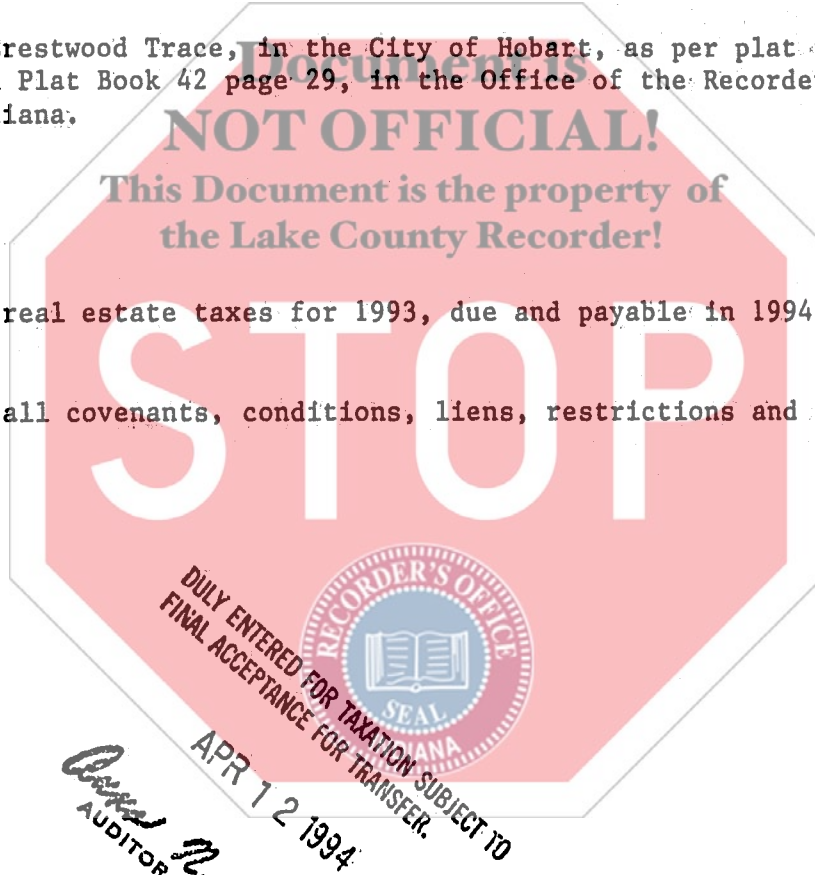 Crestwood Trace, in the City of Hobart, as per plat
Document is
Plat Book 42 page 29, in the Office of the Recorder
iana.
NOT OFFICIAL!
This Document is the property of
the Lake County Recorder!
real estate taxes for 1993, due and payable in 1994
STOP
all covenants, conditions, liens, restrictions and
RECORDER'S OFFICE
SEAL
INDIANA
DULY ENTERED FOR TAXATION SUBJECT TO
FINAL ACCEPTANCE FOR TRANSFER.
APR 12 1994
AUDITOR